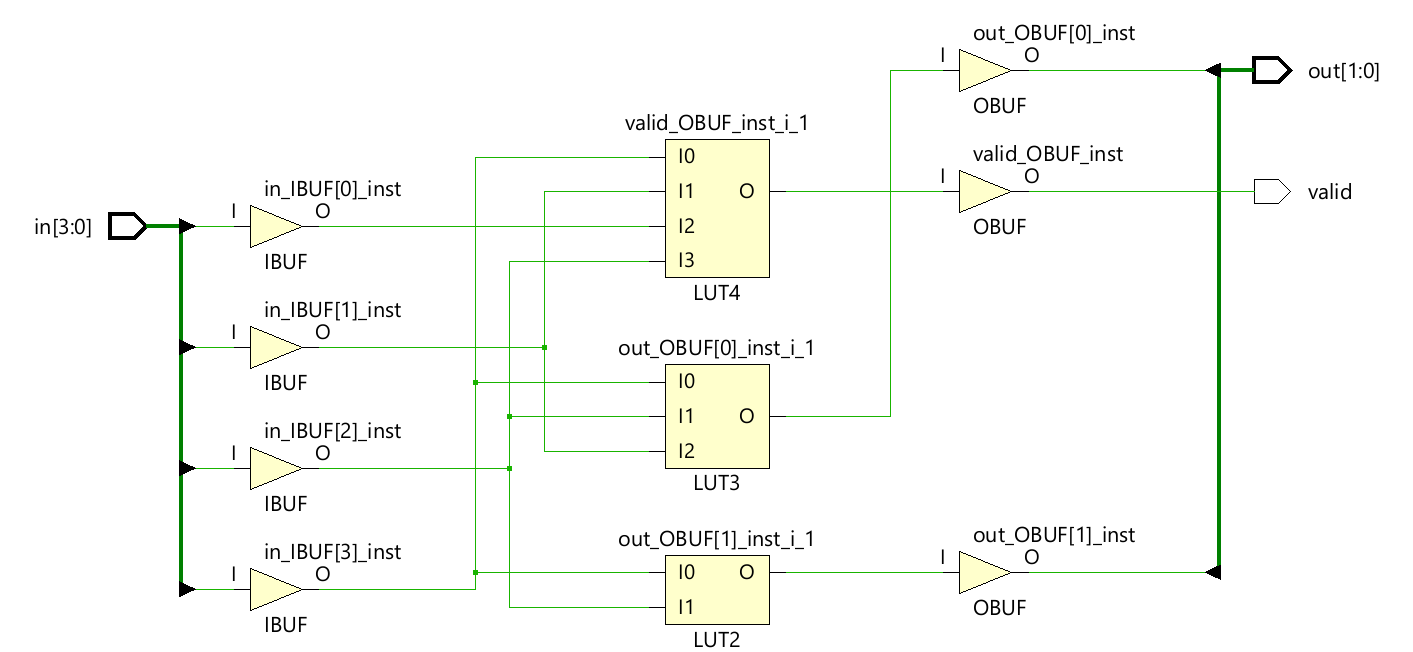 out_OBUF[0]_inst
I
O
out[1:0]
OBUF
valid_OBUF_inst_i_1
I0
I1
I2
I3
O
LUT4
valid_OBUF_inst
I
O
valid
OBUF
in[3:0]
in_IBUF[0]_inst
I
O
IBUF
in_IBUF[1]_inst
I
O
IBUF
out_OBUF[0]_inst_i_1
I0
I1
I2
O
LUT3
in_IBUF[2]_inst
I
O
IBUF
in_IBUF[3]_inst
I
O
IBUF
out_OBUF[1]_inst_i_1
I0
O
I1
LUT2
out_OBUF[1]_inst
I
O
OBUF